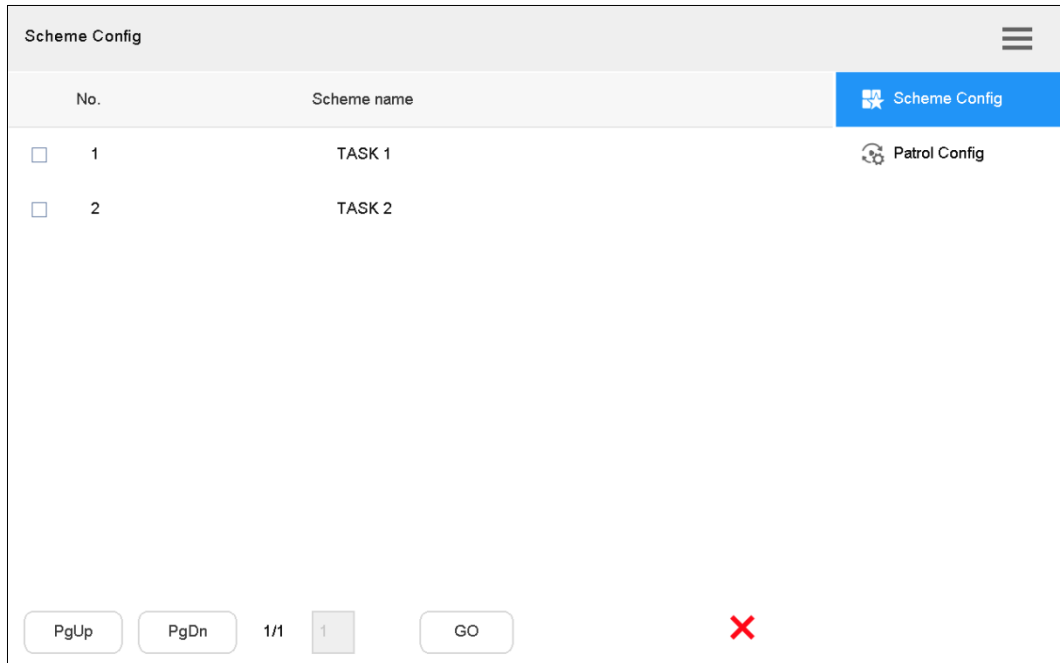 Scheme Config
No. Scheme name
Scheme Config
1 TASK 1
Patrol Config
2 TASK 2
PgUp PgDn 1/1 1 GO